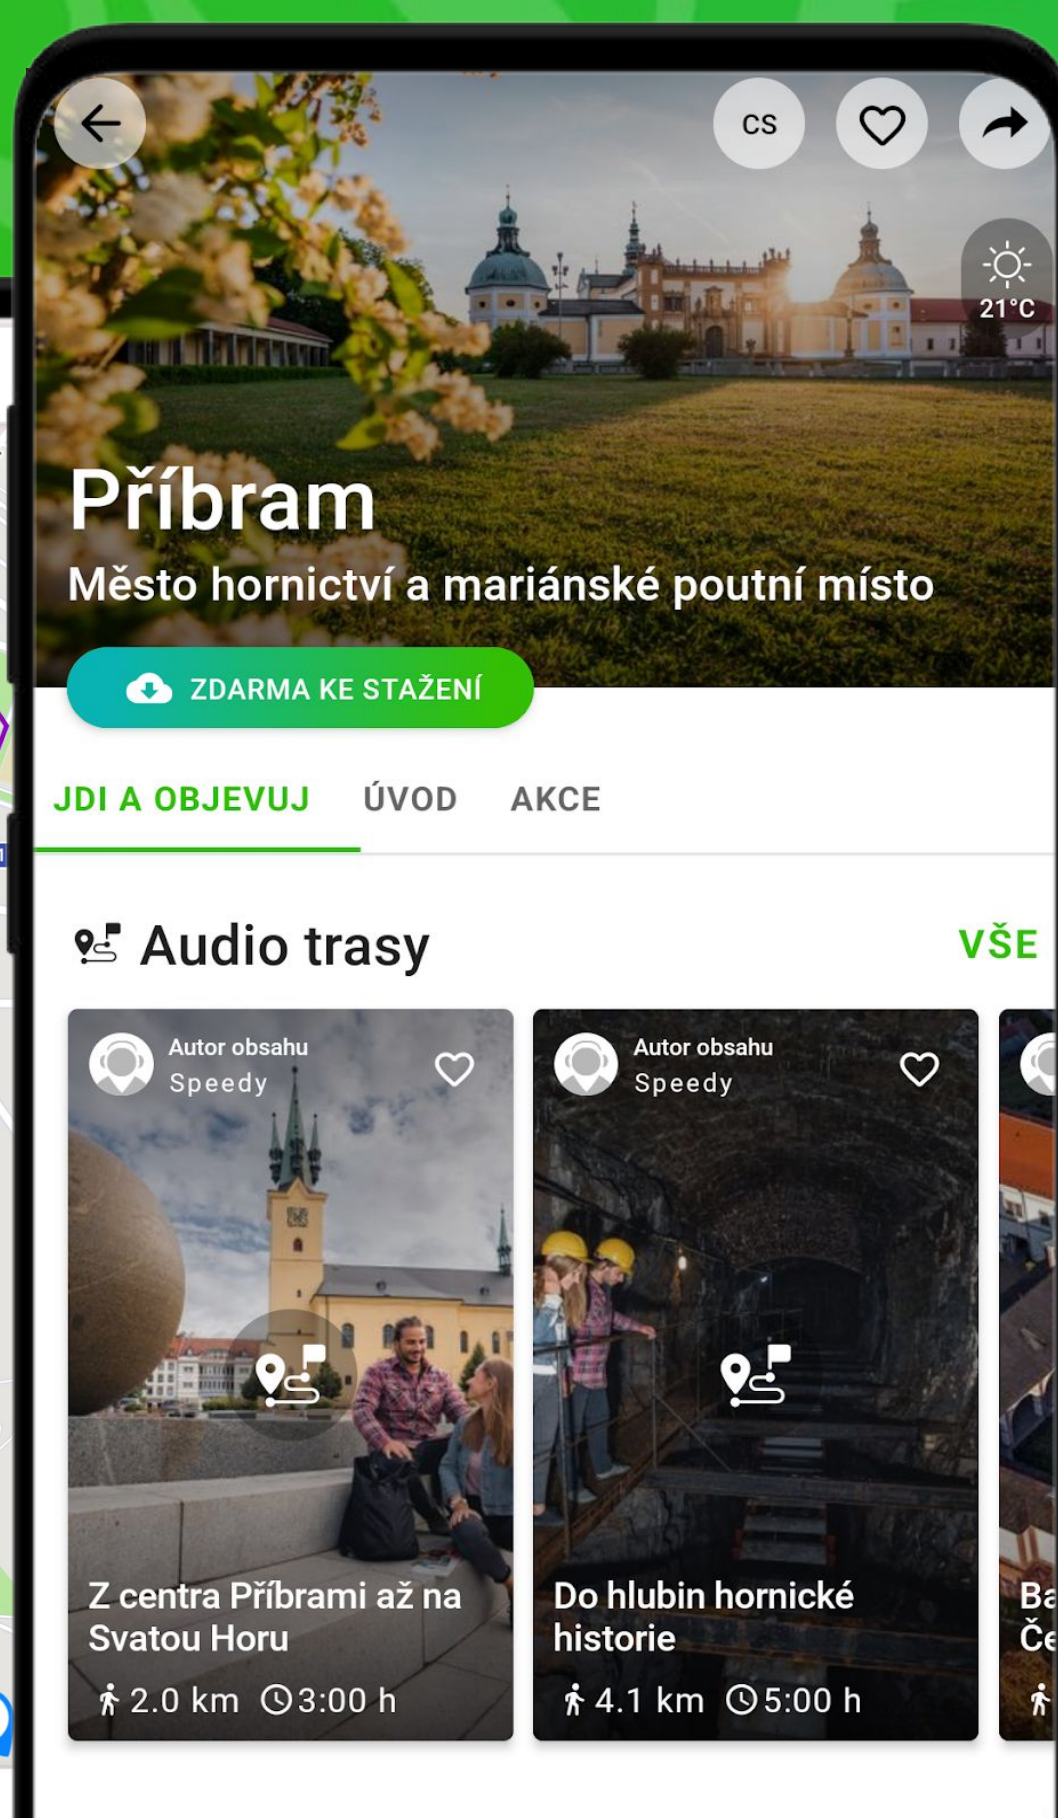 CS
21°C
Příbram
Město hornictví a mariánské poutní místo
ZDARMA KE STAŽENÍ
JDI A OBJEVUJ ÚVOD AKCE
Audio trasy VŠE
Autor obsahu
Speedy
Z centra Příbrami až na
Svatou Horu
2.0 km 3:00 h
Autor obsahu
Speedy
Do hlubin hornické
historie
4.1 km 5:00 h